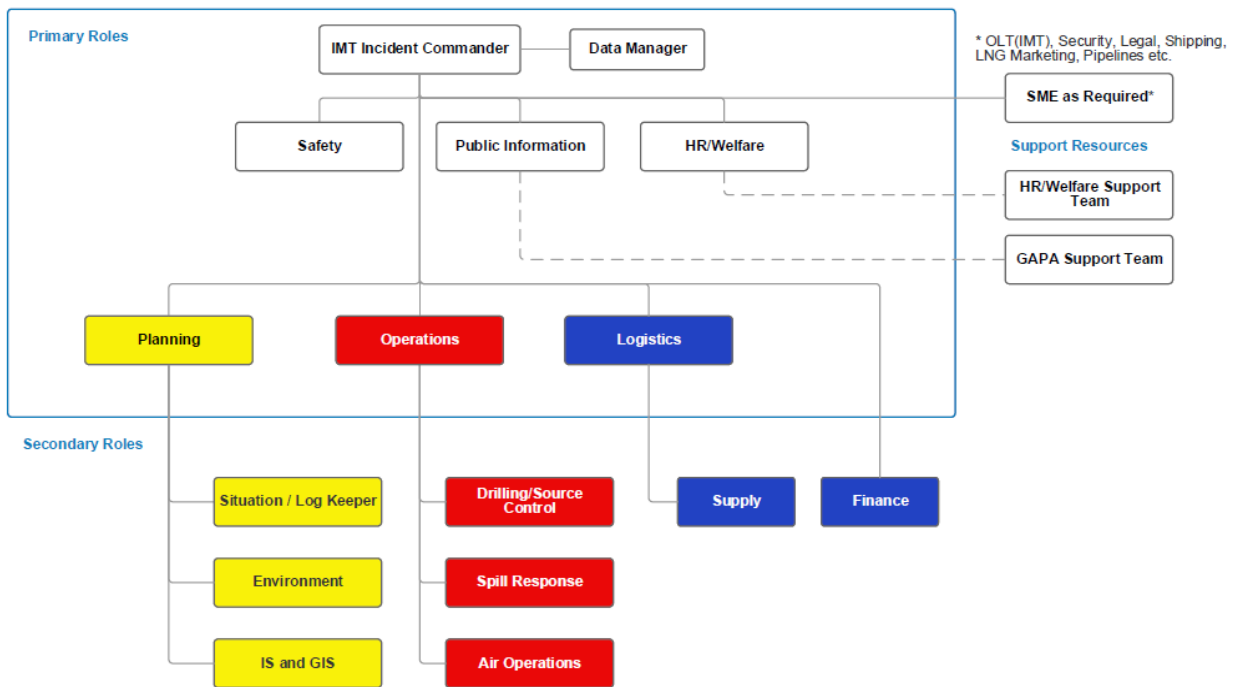 Primary Roles
IMT Incident Commander
Data Manager
* OLT(IMT), Security, Legal, Shipping,
LNG Marketing, Pipelines etc.
SME as Required*
Safety
Public Information
HR/Welfare
Support Resources
HR/Welfare Support
Team
GAPA Support Team
Planning
Operations
Logistics
Secondary Roles
Situation / Log Keeper
Drilling/Source
Control
Supply
Finance
Environment
Spill Response
IS and GIS
Air Operations